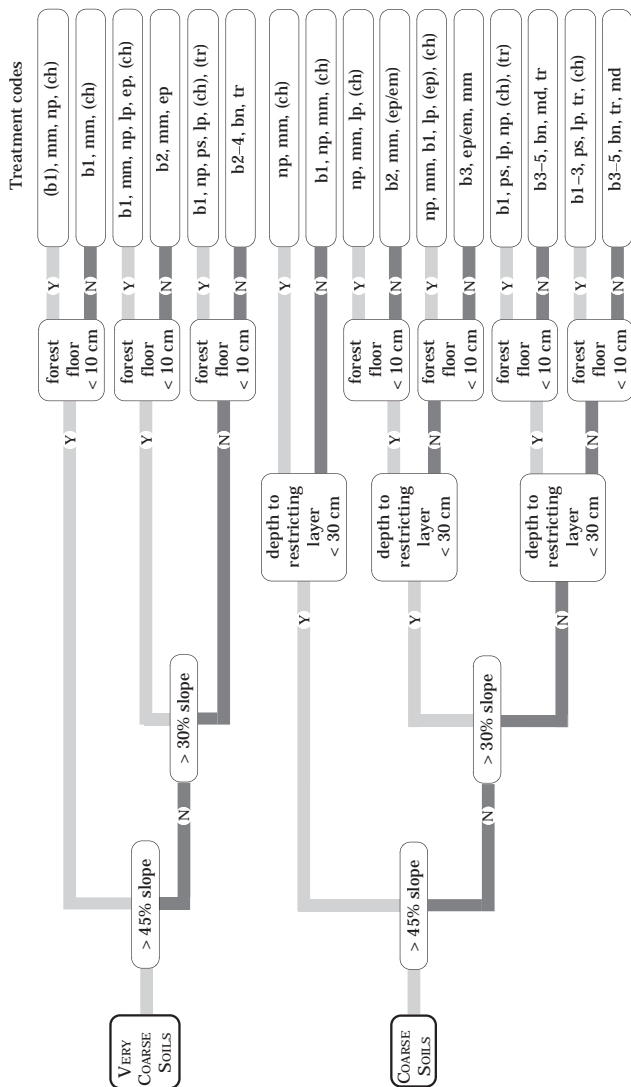 Treatment codes
VERY
COARSE
SOILS
> 45% slope
Y
N
> 30% slope
Y
N
forest
floor
< 10 cm
Y
(b1), mm, np, (ch)
N
b1, mm, (ch)
forest
floor
< 10 cm
Y
b1, mm, np, lp, ep, (ch)
N
b2, mm, ep
forest
floor
< 10 cm
Y
b1, np, ps, lp, (ch), (tr)
N
b2–4, bn, tr
COARSE
SOILS
> 45% slope
Y
N
> 30% slope
Y
N
depth to
restricting
layer
< 30 cm
Y
np, mm, (ch)
N
b1, np, mm, (ch)
depth to
restricting
layer
< 30 cm
Y
N
forest
floor
< 10 cm
Y
np, mm, lp, (ch)
N
b2, mm, (ep/em)
forest
floor
< 10 cm
Y
np, mm, b1, lp, (ep), (ch)
N
b3, ep/em, mm
depth to
restricting
layer
< 30 cm
Y
N
forest
floor
< 10 cm
Y
b1, ps, lp, np, (ch), (tr)
N
b3–5, bn, md, tr
forest
floor
< 10 cm
Y
b1–3, ps, lp, tr, (ch)
N
b3–5, bn, tr, md